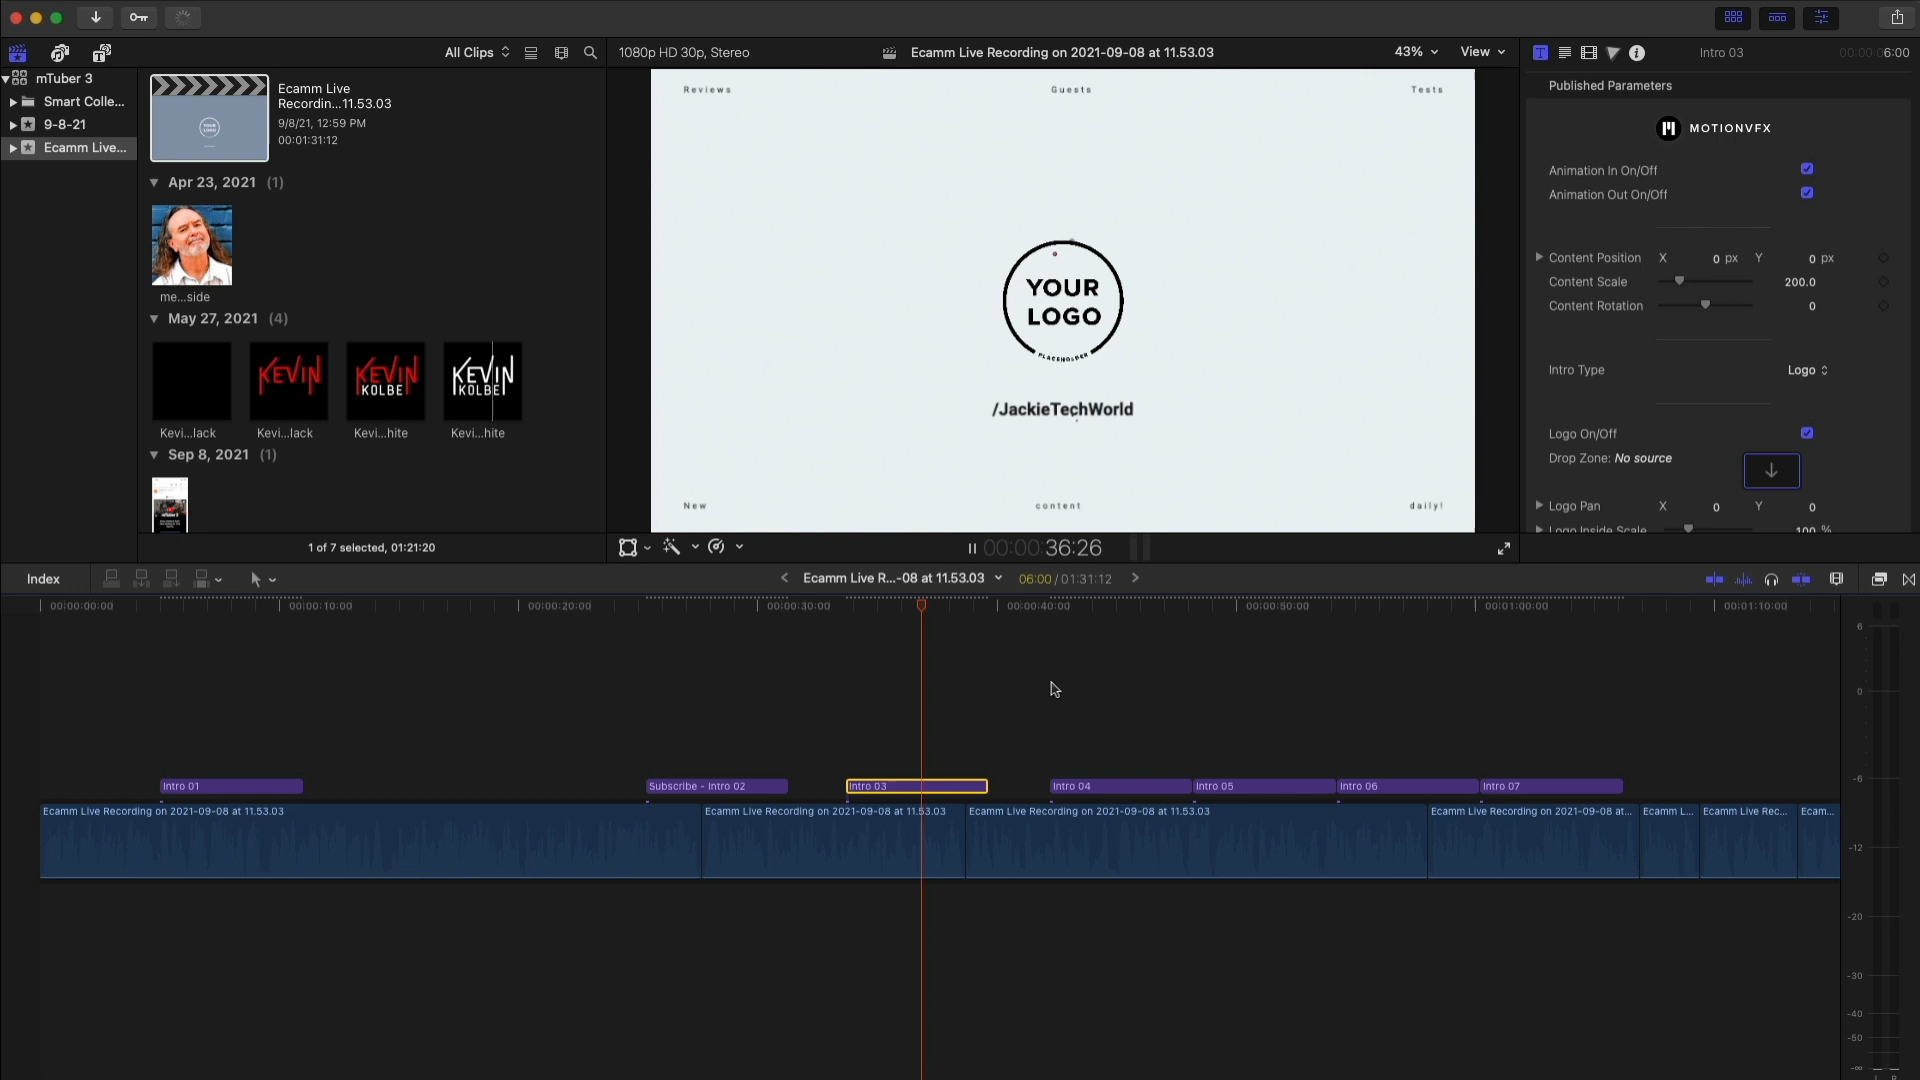 All Clips
1080p HD 30p, Stereo
Ecamm Live Recording on 2021-09-08 at 11.53.03
43%
View
Intro 03
00:00:06:00
mTuber 3
Smart Colle...
9-8-21
Ecamm Live...
Ecamm Live
Recordin...11.53.03
9/8/21, 12:59 PM
00:01:31:12
Apr 23, 2021 (1)
me...side
May 27, 2021 (4)
KEVIN
KEVIN
KOLBE
KEVIN
KOLBE
Kevi...lack
Kevi...lack
Kevi...hite
Kevi...hite
Sep 8, 2021 (1)
1 of 7 selected, 01:21:20
Reviews
Guests
Tests
YOUR
LOGO
PLACEHOLDER
/JackieTechWorld
New
content
daily!
00:00:36:26
Published Parameters
MOTIONVFX
Animation In On/Off
Animation Out On/Off
Content Position X 0 px Y 0 px
Content Scale 200.0
Content Rotation 0
Intro Type Logo
Logo On/Off
Drop Zone: No source
Logo Pan X 0 Y 0
Logo Inside Scale 100 %
Index
Ecamm Live R...-08 at 11.53.03
06:00 / 01:31:12
00:00:00:00
00:00:10:00
00:00:20:00
00:00:30:00
00:00:40:00
00:00:50:00
00:01:00:00
00:01:10:00
Intro 01
Subscribe - Intro 02
Intro 03
Intro 04
Intro 05
Intro 06
Intro 07
Ecamm Live Recording on 2021-09-08 at 11.53.03
Ecamm Live Recording on 2021-09-08 at 11.53.03
Ecamm Live Recording on 2021-09-08 at 11.53.03
Ecamm Live Recording on 2021-09-08 at...
Ecamm L...
Ecamm Live Rec...
Ecam...
6
0
-6
-12
-20
-30
-40
-50
-∞